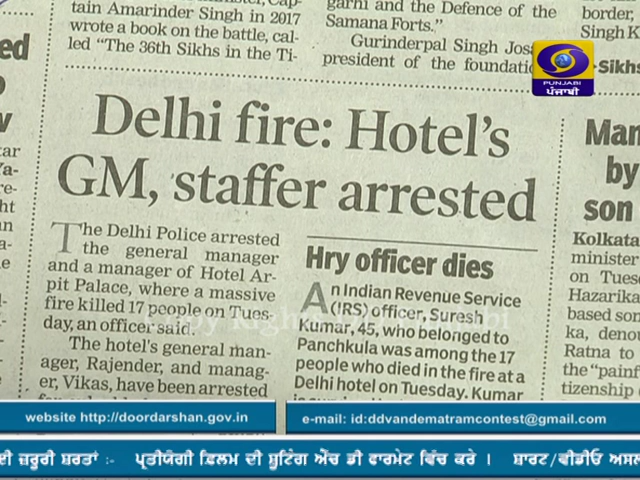 tain Amarinder Singh in 2017
wrote a book on the battle, cal-
led “The 36th Sikhs in the Ti-
garhi and the Defence of the
Samana Forts.”
Gurinderpal Singh Josa
president of the foundatio
border
Singh K
-Sikhs
PUNJABI
ਪੰਜਾਬੀ
ed
Delhi fire: Hotel’s
GM, staffer arrested
The Delhi Police arrested
the general manager
and a manager of Hotel Ar-
pit Palace, where a massive
fire killed 17 people on Tues-
day, an officer said.
The hotel’s general man-
ager, Rajender, and manag-
er, Vikas, have been arrested
Hry officer dies
An Indian Revenue Service
(IRS) officer, Suresh
Kumar, 45, who belonged to
Panchkula was among the 17
people who died in the fire at a
Delhi hotel on Tuesday. Kumar
Man
by
son
Kolkata
minister
on Tues
Hazarika
based son
ka, denou
Ratna to
the “painf
tizenship
website http://doordarshan.gov.in
e-mail: id:ddvandematramcontest@gmail.com
ਈ ਜ਼ਰੂਰੀ ਸ਼ਰਤਾਂ :- ਪ੍ਰਤੀਯੋਗੀ ਫ਼ਿਲਮ ਦੀ ਸ਼ੂਟਿੰਗ ਐਚ ਡੀ ਫਾਰਮੇਟ ਵਿੱਚ ਕਰੇ । ਸ਼ਾਰਟ/ਵੀਡੀਓ ਅਸਲ